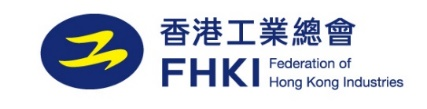 香港工業總會
FHKI Federation of
Hong Kong Industries